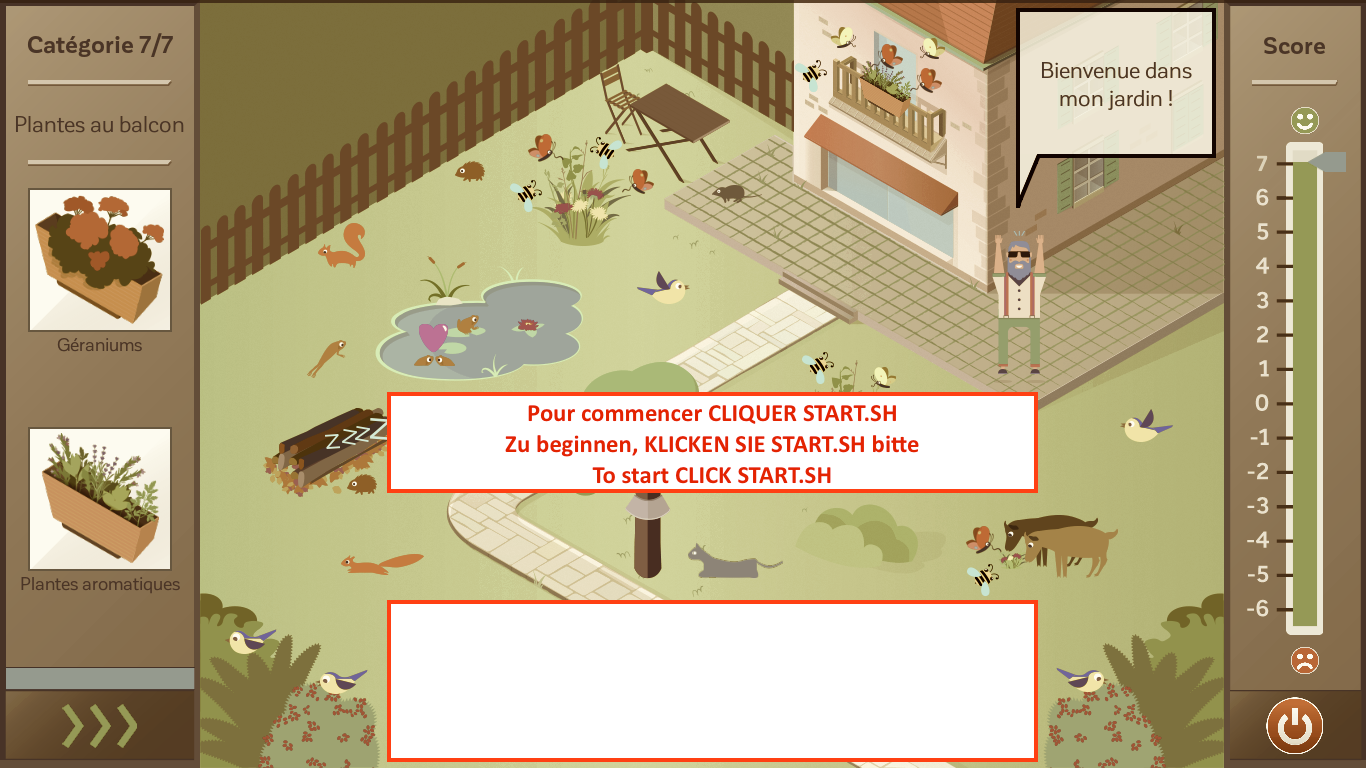 Catégorie 7/7
Plantes au balcon
Géraniums
Plantes aromatiques
Bienvenue dans
mon jardin !
ZZZZ
Pour commencer CLIQUER START.SH
Zu beginnen, KLICKEN SIE START.SH bitte
To start CLICK START.SH
Score
7
6
5
4
3
2
1
0
-1
-2
-3
-4
-5
-6